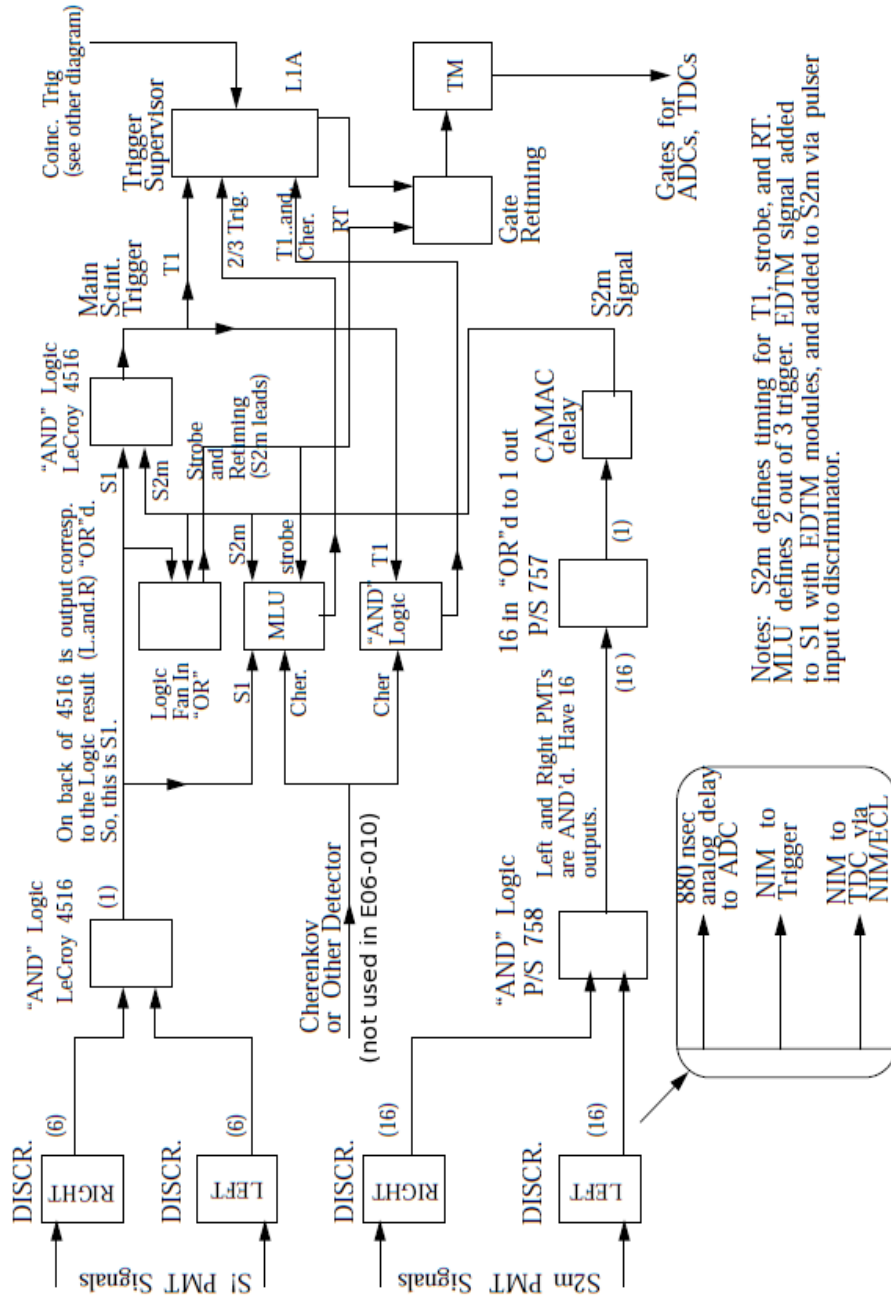 S! PMT
Signals
DISCR.
RIGHT
(6)
DISCR.
LEFT
(6)
"AND" Logic
LeCroy 4516
(1)
On back of 4516 is output corresp.
to the Logic result (L.and.R) "OR"d.
So, this is S1.
S1
S2m
"AND" Logic
LeCroy 4516
Main
Scint.
Trigger
T1
Coinc. Trig
(see other diagram)
Trigger
Supervisor
L1A
2/3 Trig.
T1..and.
Cher.
RT
Logic
Fan In
"OR"
Strobe
and
Retiming
(S2m leads)
S1
Cher.
MLU
S2m
strobe
Cher
"AND"
Logic
T1
Gate
Retiming
TM
Gates for
ADCs, TDCs
Cherenkov
or Other Detector
(not used in E06-010)
S2m PMT
Signals
DISCR.
RIGHT
(16)
DISCR.
LEFT
(16)
"AND" Logic
P/S 758
Left and Right PMTs
are AND'd. Have 16
outputs.
(16)
16 in "OR"d to 1 out
P/S 757
(1)
CAMAC
delay
S2m
Signal
880 nsec
analog delay
to ADC
NIM to
Trigger
NIM to
TDC via
NIM/ECL
Notes: S2m defines timing for T1, strobe, and RT.
MLU defines 2 out of 3 trigger. EDTM signal added
to S1 with EDTM modules, and added to S2m via pulser
input to discriminator.